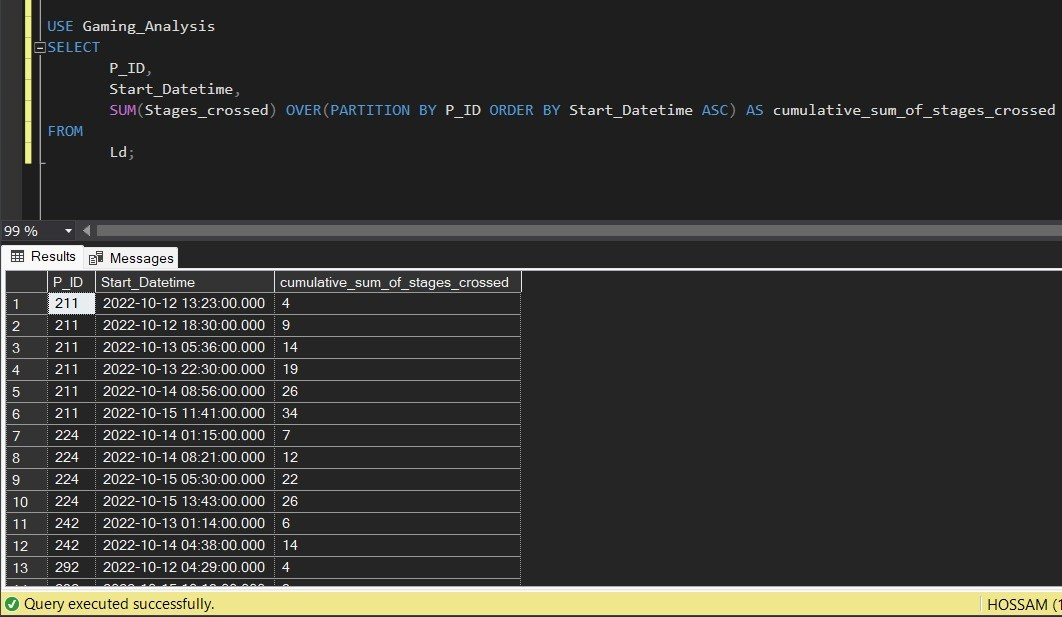 USE Gaming_Analysis
SELECT
P_ID,
Start_Datetime,
SUM(Stages_crossed) OVER(PARTITION BY P_ID ORDER BY Start_Datetime ASC) AS cumulative_sum_of_stages_crossed
FROM
Ld;
99 %
Results Messages
P_ID Start_Datetime cumulative_sum_of_stages_crossed
1 211 2022-10-12 13:23:00.000 4
2 211 2022-10-12 18:30:00.000 9
3 211 2022-10-13 05:36:00.000 14
4 211 2022-10-13 22:30:00.000 19
5 211 2022-10-14 08:56:00.000 26
6 211 2022-10-15 11:41:00.000 34
7 224 2022-10-14 01:15:00.000 7
8 224 2022-10-14 08:21:00.000 12
9 224 2022-10-15 05:30:00.000 22
10 224 2022-10-15 13:43:00.000 26
11 242 2022-10-13 01:14:00.000 6
12 242 2022-10-14 04:38:00.000 14
13 292 2022-10-12 04:29:00.000 4
Query executed successfully. HOSSAM (1